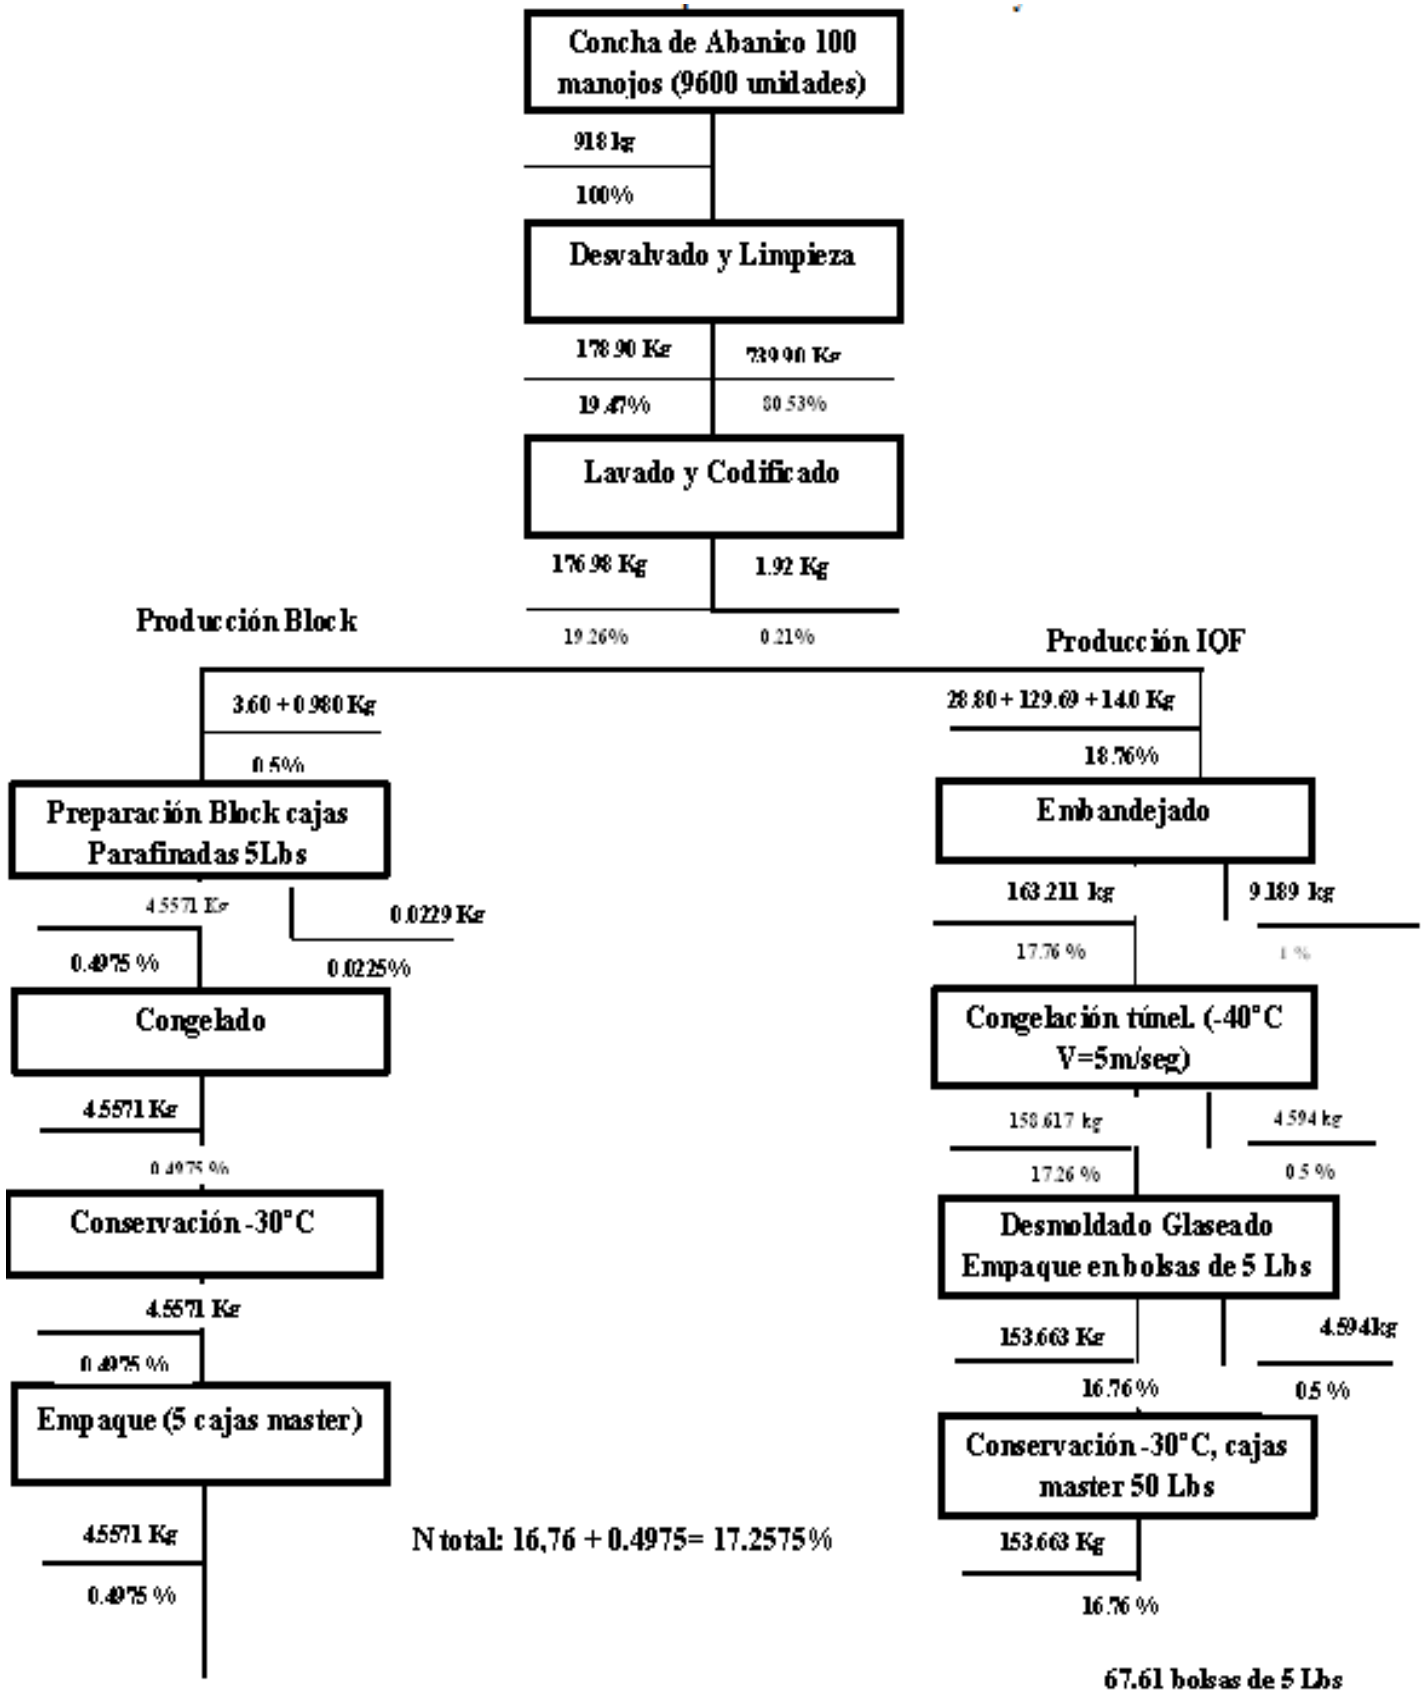 Concha de Abanico 100
manojos (9600 unidades)
918 kg
100%
Desvalvado y Limpieza
178.90 Kg
739.90 Kg
19.47%
80.53%
Lavado y Codificado
176.98 Kg
1.92 Kg
19.26%
0.21%
Producción Block
Producción IQF
3.60 + 0.980 Kg
0.5%
28.80 + 129.69 + 14.0 Kg
18.76%
Preparación Block cajas
Parafinadas 5Lbs
Embandejado
4.5571 Kg
0.0229 Kg
0.4975 %
0.0225%
163.211 kg
9.189 kg
17.76 %
1 %
Congelado
Congelación túnel. (-40°C
V=5m/seg)
4.5571 Kg
0.4975 %
158.617 kg
4.594 kg
17.26 %
0.5 %
Conservación -30°C
Desmoldado Glaseado
Empaque en bolsas de 5 Lbs
4.5571 Kg
0.4975 %
153.663 Kg
4.594kg
16.76%
0.5 %
Empaque (5 cajas master)
Conservación -30°C, cajas
master 50 Lbs
4.5571 Kg
0.4975 %
N total: 16,76 + 0.4975= 17.2575%
153.663 Kg
16.76 %
67.61 bolsas de 5 Lbs